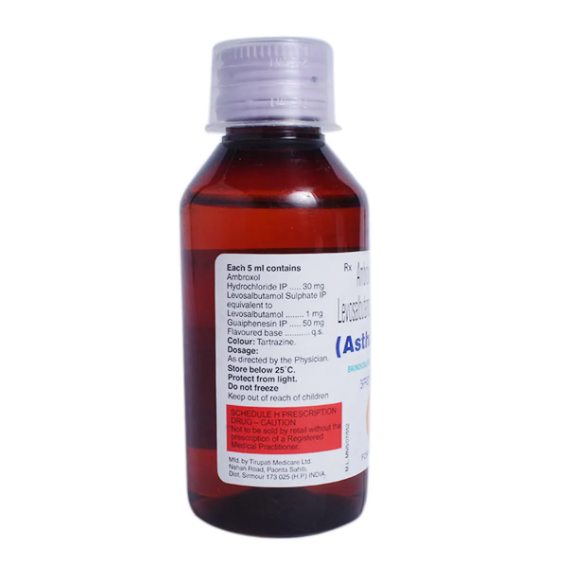 Each 5 ml contains
Ambroxol
Hydrochloride IP ..... 30 mg
Levosalbutamol Sulphate IP
equivalent to
Levosalbutamol ........ 1 mg
Guaiphenesin IP ..... 50 mg
Flavoured base .......... q.s.
Colour: Tartrazine.
Dosage:
As directed by the Physician.
Store below 25°C.
Protect from light.
Do not freeze
Keep out of reach of children
SCHEDULE H PRESCRIPTION
DRUG – CAUTION
Not to be sold by retail without the
prescription of a Registered
Medical Practitioner.
Mfd. by Tirupati Medicare Ltd.
Nahan Road, Paonta Sahib,
Dist. Sirmour 173 025 (H.P.) INDIA
Rx
(Asth